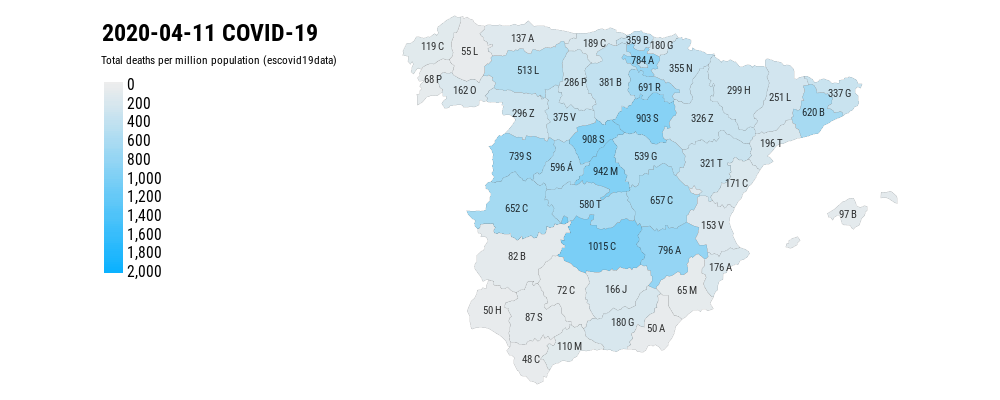 2020-04-11 COVID-19
Total deaths per million population (escovid19data)
0
200
400
600
800
1,000
1,200
1,400
1,600
1,800
2,000
119 C
55 L
137 A
189 C
359 B
180 G
68 P
162 O
513 L
286 P
381 B
784 A
355 N
691 R
299 H
251 L
337 G
620 B
296 Z
375 V
903 S
326 Z
196 T
908 S
739 S
596 Á
942 M
539 G
321 T
171 C
652 C
580 T
657 C
153 V
97 B
82 B
1015 C
796 A
176 A
50 H
72 C
166 J
65 M
87 S
180 G
50 A
48 C
110 M